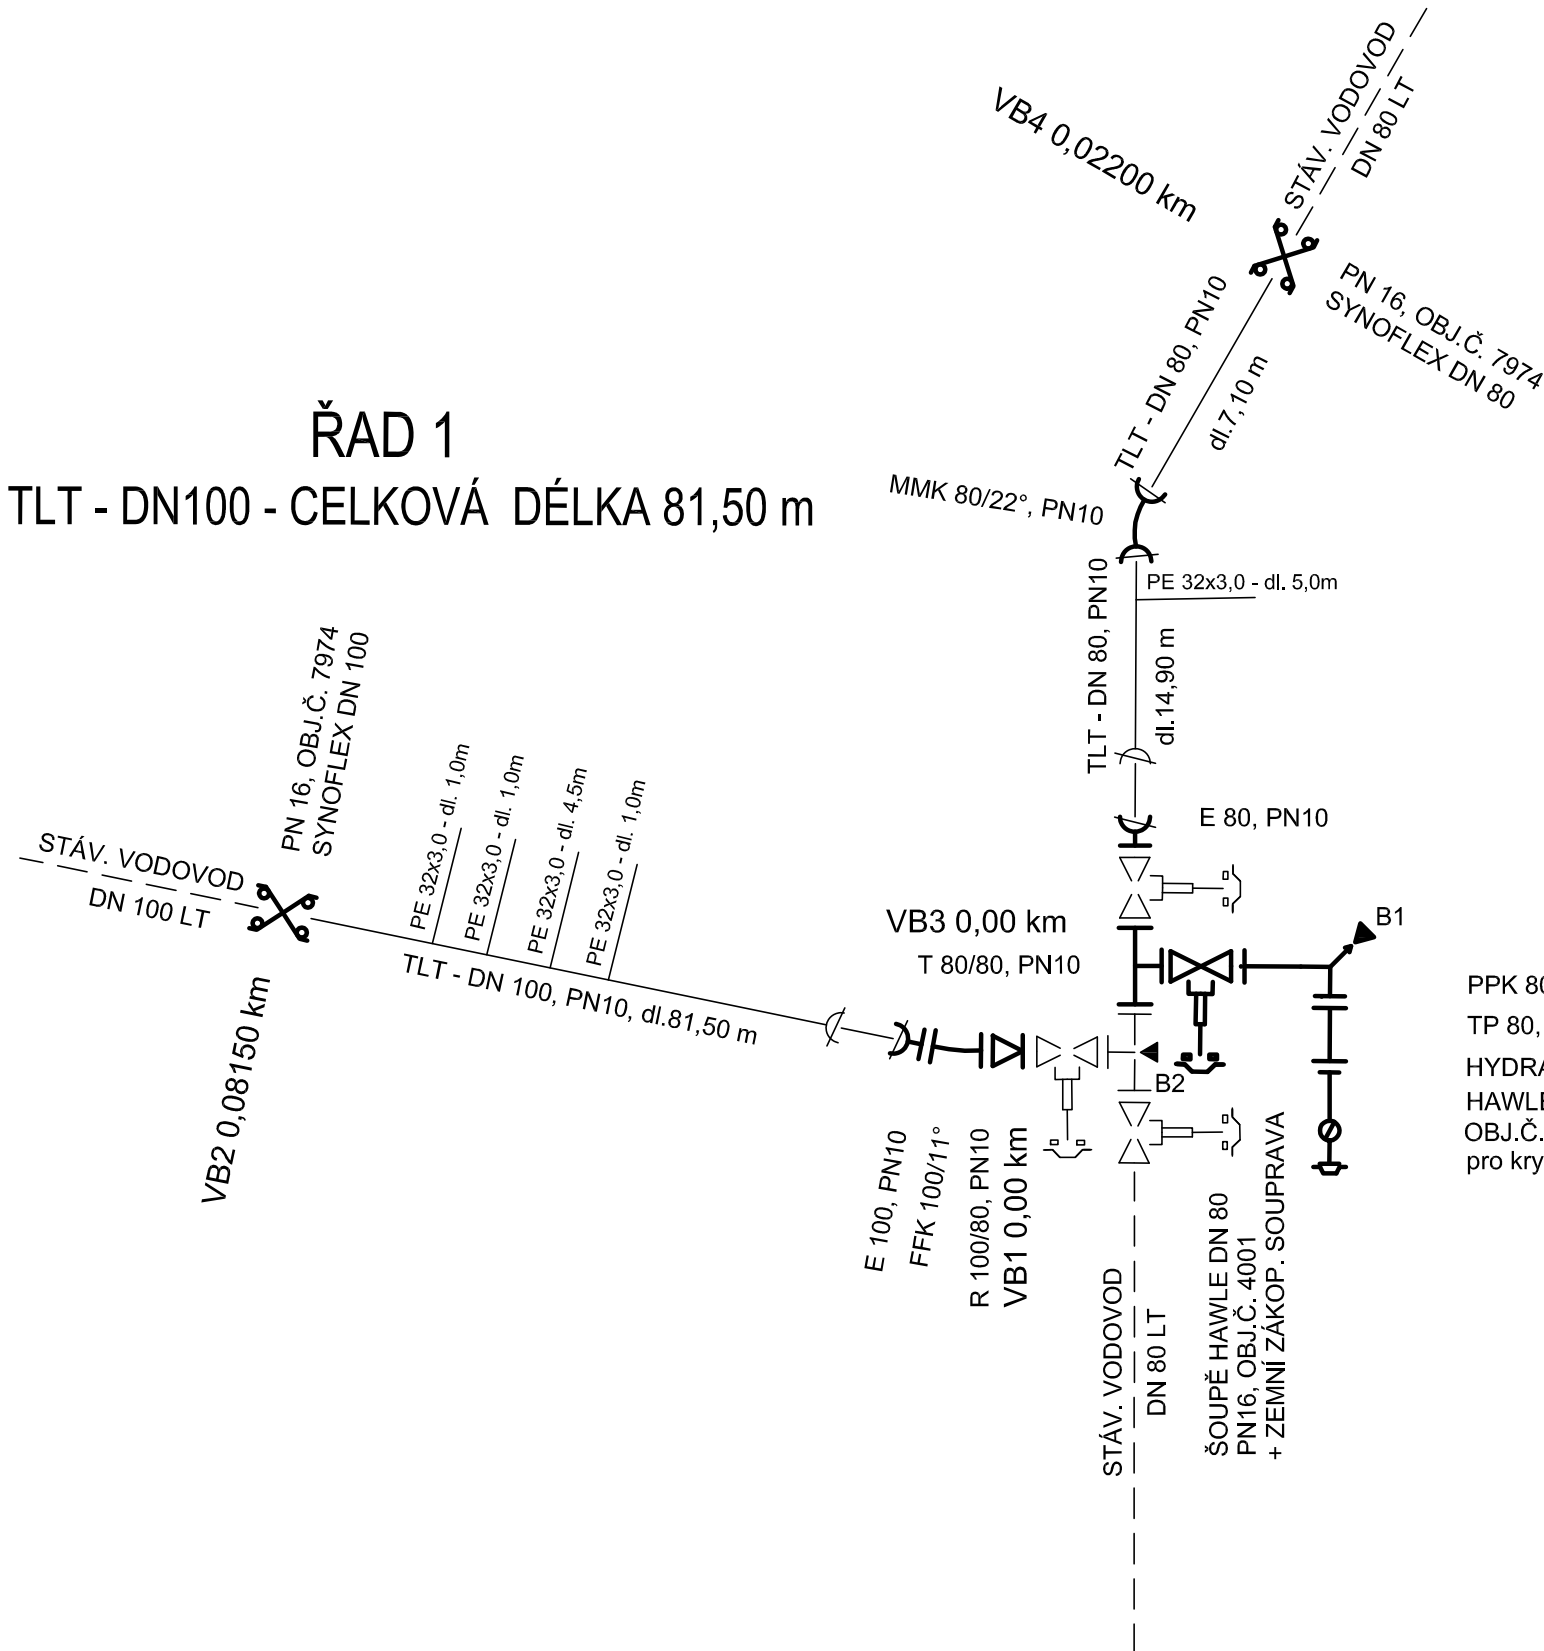 STÁV. VODOVOD
DN 80 LT
VB4 0,02200 km
PN 16, OBJ.Č. 7974
SYNOFLEX DN 80
TLT - DN 80, PN10
dl.7,10 m
ŘAD 1
TLT - DN100 - CELKOVÁ DÉLKA 81,50 m
MMK 80/22°, PN10
TLT - DN 80, PN10
PE 32x3,0 - dl. 5,0m
dl.14,90 m
PN 16, OBJ.Č. 7974
SYNOFLEX DN 100
PE 32x3,0 - dl. 1,0m
PE 32x3,0 - dl. 1,0m
PE 32x3,0 - dl. 4,5m
PE 32x3,0 - dl. 1,0m
STÁV. VODOVOD
DN 100 LT
E 80, PN10
VB3 0,00 km
T 80/80, PN10
B1
TLT - DN 100, PN10, dl.81,50 m
VB2 0,08150 km
B2
PPK 80
TP 80,
HYDRA
HAWLE
OBJ.Č.
pro kry
E 100, PN10
FFK 100/11°
R 100/80, PN10
VB1 0,00 km
STÁV. VODOVOD
DN 80 LT
ŠOUPĚ HAWLE DN 80
PN16, OBJ.Č. 4001
+ ZEMNÍ ZÁKOP. SOUPRAVA